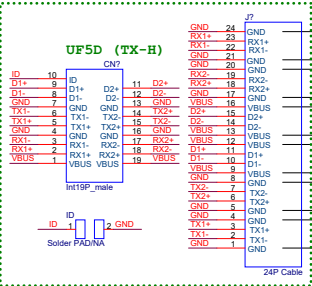 UF5D (TX-H)
CN?
ID 10 ID
D1+ 9 D1+ D2+ 11 D2+
D1- 8 D1- D2- 12 D2-
GND 7 GND GND 13 GND
TX1- 6 TX1- TX2+ 14 TX2+
TX1+ 5 TX1+ TX2- 15 TX2-
GND 4 GND GND 16 GND
RX1- 3 RX1- RX2- 17 RX2+
RX1+ 2 RX1+ RX2+ 18 RX2-
VBUS 1 VBUS VBUS 19 VBUS
Int19P_male
ID
ID 1 2 GND
Solder PAD/NA
J?
GND 24 GND
RX1+ 23 RX1+
RX1- 22 RX1-
GND 21 GND
GND 20 GND
RX2- 19 RX2-
RX2+ 18 RX2+
GND 17 GND
VBUS 16 VBUS
D2+ 15 D2+
D2- 14 D2-
VBUS 13 VBUS
VBUS 12 VBUS
D1+ 11 D1+
D1- 10 D1-
VBUS 9 VBUS
GND 8 GND
TX2- 7 TX2-
TX2+ 6 TX2+
GND 5 GND
GND 4 GND
TX1+ 3 TX1+
TX1- 2 TX1-
GND 1 GND
24P Cable